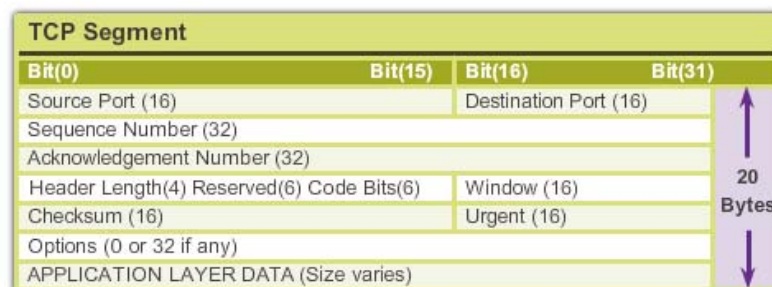 TCP Segment
Bit(0) Bit(15) Bit(16) Bit(31)
Source Port (16) Destination Port (16)
Sequence Number (32)
Acknowledgement Number (32)
Header Length(4) Reserved(6) Code Bits(6) Window (16)
Checksum (16) Urgent (16)
Options (0 or 32 if any)
APPLICATION LAYER DATA (Size varies)
20
Bytes